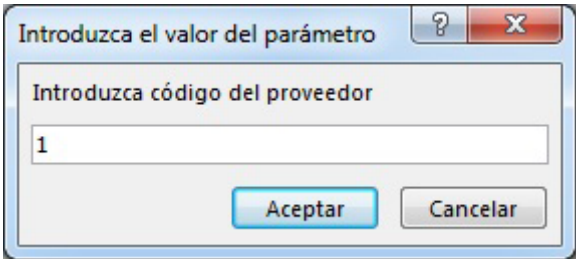 Introduzca el valor del parámetro ? X
Introduzca código del proveedor
1
Aceptar Cancelar